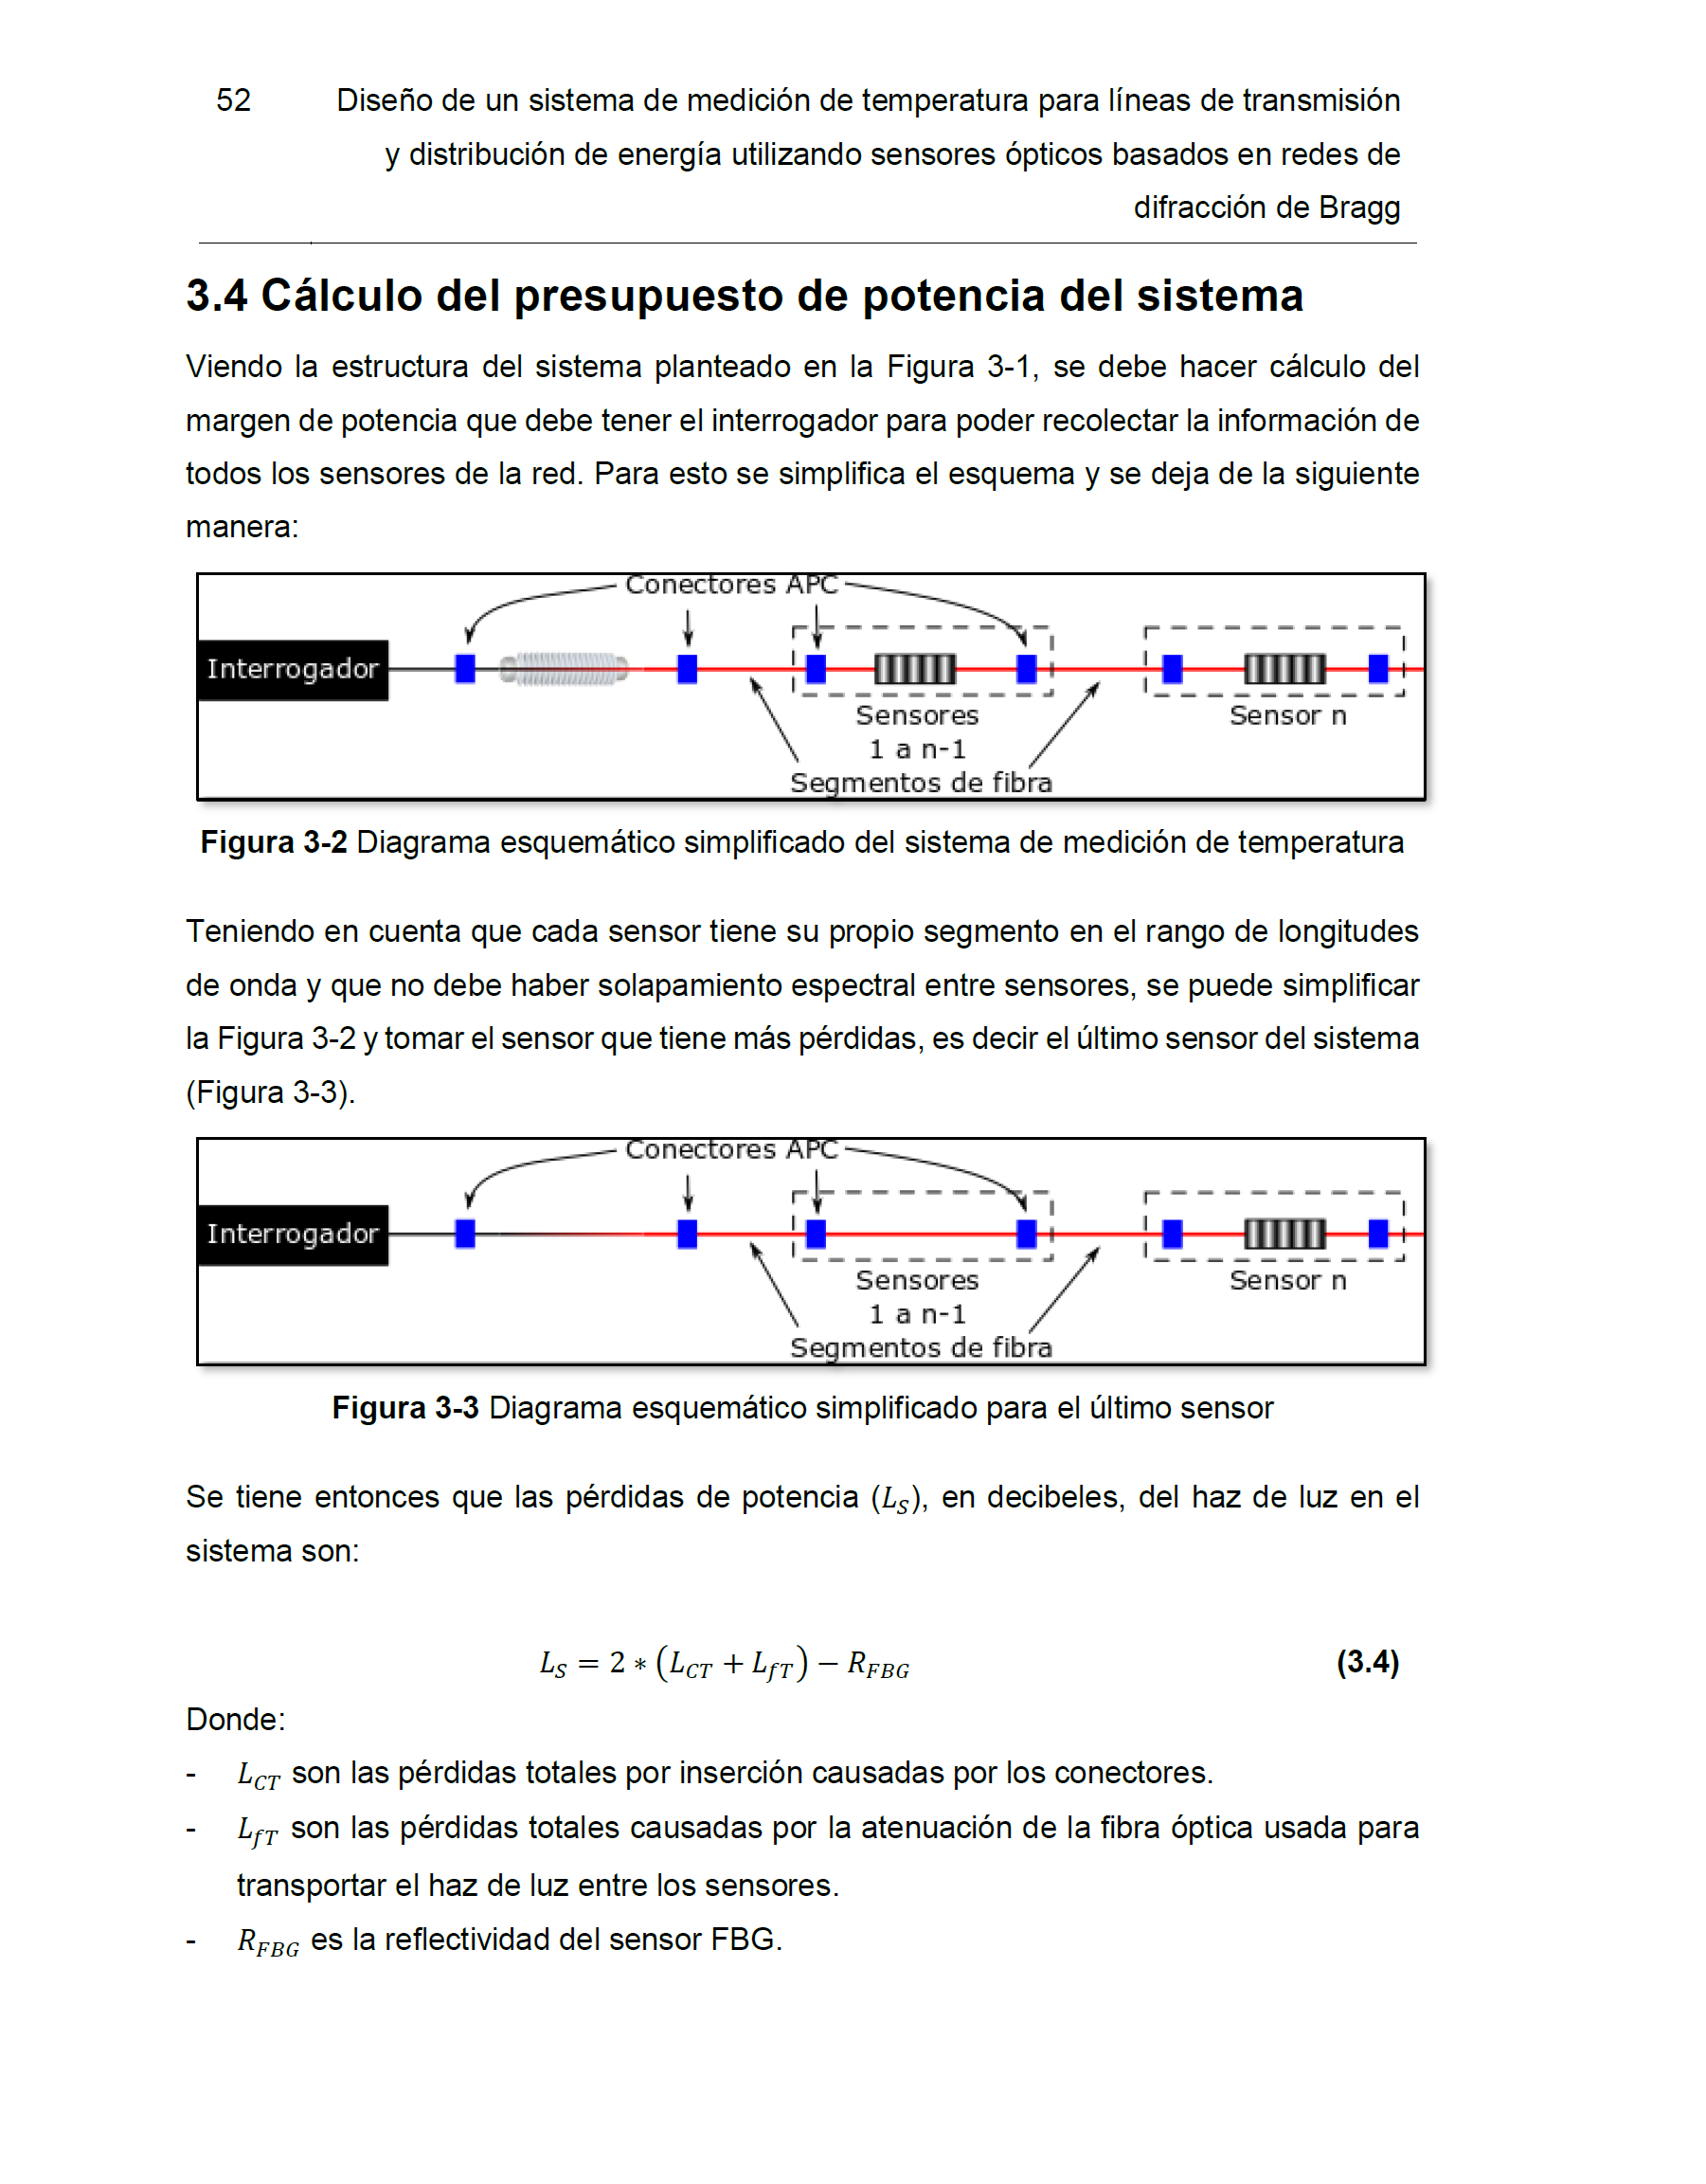 52 Diseño de un sistema de medición de temperatura para líneas de transmisión
y distribución de energía utilizando sensores ópticos basados en redes de
difracción de Bragg
3.4 Cálculo del presupuesto de potencia del sistema
Viendo la estructura del sistema planteado en la Figura 3-1, se debe hacer cálculo del
margen de potencia que debe tener el interrogador para poder recolectar la información de
todos los sensores de la red. Para esto se simplifica el esquema y se deja de la siguiente
manera:
Conectores APC
Interrogador
Sensores
1 a n-1
Sensor n
Segmentos de fibra
Figura 3-2 Diagrama esquemático simplificado del sistema de medición de temperatura
Teniendo en cuenta que cada sensor tiene su propio segmento en el rango de longitudes
de onda y que no debe haber solapamiento espectral entre sensores, se puede simplificar
la Figura 3-2 y tomar el sensor que tiene más pérdidas, es decir el último sensor del sistema
(Figura 3-3).
Conectores APC
Interrogador
Sensores
1 a n-1
Sensor n
Segmentos de fibra
Figura 3-3 Diagrama esquemático simplificado para el último sensor
Se tiene entonces que las pérdidas de potencia (L_S), en decibeles, del haz de luz en el
sistema son:
L_S = 2 ∗ (L_CT + L_fT) − R_FBG (3.4)
Donde:
- L_CT son las pérdidas totales por inserción causadas por los conectores.
- L_fT son las pérdidas totales causadas por la atenuación de la fibra óptica usada para
transportar el haz de luz entre los sensores.
- R_FBG es la reflectividad del sensor FBG.